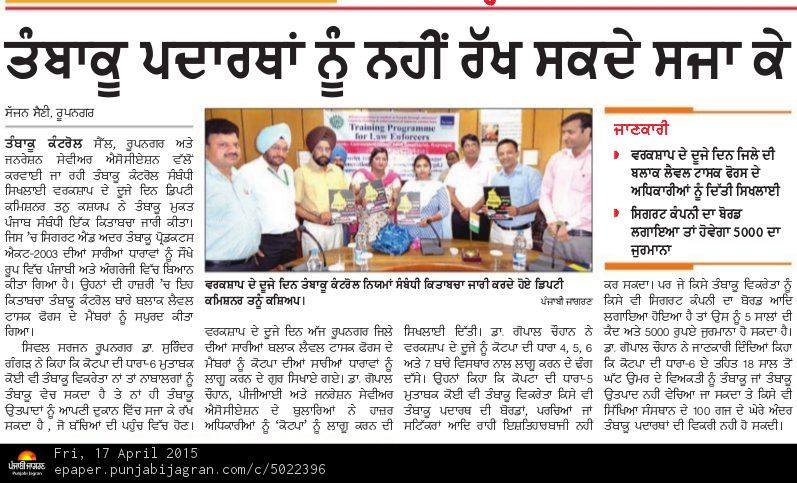 ਤੰਬਾਕੂ ਪਦਾਰਥਾਂ ਨੂੰ ਨਹੀਂ ਰੱਖ ਸਕਦੇ ਸਜਾ ਕੇ
ਸੱਜਨ ਸੈਣੀ, ਰੂਪਨਗਰ
ਤੰਬਾਕੂ ਕੰਟਰੋਲ ਸੈੱਲ, ਰੂਪਨਗਰ ਅਤੇ
ਜਨਰੇਸ਼ਨ ਸੇਵੀਅਰ ਐਸੋਸੀਏਸ਼ਨ ਵੱਲੋਂ
ਕਰਵਾਈ ਜਾ ਰਹੀ ਤੰਬਾਕੂ ਕੰਟਰੋਲ ਸੰਬੰਧੀ
ਸਿਖਲਾਈ ਵਰਕਸ਼ਾਪ ਦੇ ਦੂਜੇ ਦਿਨ ਡਿਪਟੀ
ਕਮਿਸ਼ਨਰ ਤਨੁ ਕਸ਼ਯਪ ਨੇ ਤੰਬਾਕੂ ਮੁਕਤ
ਪੰਜਾਬ ਸੰਬੰਧੀ ਇੱਕ ਕਿਤਾਬਚਾ ਜਾਰੀ ਕੀਤਾ।
ਜਿਸ 'ਚ ਸਿਗਰਟ ਐਂਡ ਅਦਰ ਤੰਬਾਕੂ ਪ੍ਰੋਡਕਟਸ
ਐਕਟ-2003 ਦੀਆਂ ਸਾਰੀਆਂ ਧਾਰਾਵਾਂ ਨੂੰ ਸੌਖੇ
ਰੂਪ ਵਿੱਚ ਪੰਜਾਬੀ ਅਤੇ ਅੰਗਰੇਜੀ ਵਿੱਚ ਬਿਆਨ
ਕੀਤਾ ਗਿਆ ਹੈ। ਉਹਨਾਂ ਦੀ ਹਾਜ਼ਰੀ 'ਚ ਇਹ
ਕਿਤਾਬਚਾ ਤੰਬਾਕੂ ਕੰਟਰੋਲ ਬਾਰੇ ਬਲਾਕ ਲੈਵਲ
ਟਾਸਕ ਫੋਰਸ ਦੇ ਮੈਂਬਰਾਂ ਨੂੰ ਸਪੁਰਦ ਕੀਤਾ
ਗਿਆ।
ਸਿਵਲ ਸਰਜਨ ਰੂਪਨਗਰ ਡਾ. ਸੁਰਿੰਦਰ
ਗੰਗੜ ਨੇ ਕਿਹਾ ਕਿ ਕੋਟਪਾ ਦੀ ਧਾਰਾ-6 ਮੁਤਾਬਕ
ਕੋਈ ਵੀ ਤੰਬਾਕੂ ਵਿਕਰੇਤਾ ਨਾਂ ਤਾਂ ਨਾਬਾਲਗਾਂ ਨੂੰ
ਤੰਬਾਕੂ ਵੇਚ ਸਕਦਾ ਹੈ ਤੇ ਨਾਂ ਹੀ ਤੰਬਾਕੂ
ਉਤਪਾਦਾਂ ਨੂੰ ਆਪਣੀ ਦੁਕਾਨ ਵਿੱਚ ਸਜਾ ਕੇ ਰਖ
ਸਕਦਾ ਹੈ , ਜੋ ਬੱਚਿਆਂ ਦੀ ਪਹੁੰਚ ਵਿੱਚ ਹੋਣ।
Training Programme
for Law Enforcers
ਵਰਕਸ਼ਾਪ ਦੇ ਦੂਜੇ ਦਿਨ ਤੰਬਾਕੂ ਕੰਟਰੋਲ ਨਿਯਮਾਂ ਸੰਬੰਧੀ ਕਿਤਾਬਚਾ ਜਾਰੀ ਕਰਦੇ ਹੋਏ ਡਿਪਟੀ
ਕਮਿਸ਼ਨਰ ਤਨੂੰ ਕਸ਼ਿਅਪ।
ਪੰਜਾਬੀ ਜਾਗਰਣ
ਵਰਕਸ਼ਾਪ ਦੇ ਦੂਜੇ ਦਿਨ ਅੱਜ ਰੂਪਨਗਰ ਜਿਲੇ
ਦੀਆਂ ਸਾਰੀਆਂ ਬਲਾਕ ਲੈਵਲ ਟਾਸਕ ਫੋਰਸ ਦੇ
ਮੈਂਬਰਾਂ ਨੂੰ ਕੋਟਪਾ ਦੀਆਂ ਸਾਰੀਆਂ ਧਾਰਾਵਾਂ ਨੂੰ
ਲਾਗੂ ਕਰਨ ਦੇ ਗੁਰ ਸਿਖਾਏ ਗਏ। ਡਾ. ਗੋਪਾਲ
ਚੌਹਾਨ, ਪੀਜੀਆਈ ਅਤੇ ਜਨਰੇਸ਼ਨ ਸੇਵੀਅਰ
ਐਸੋਸੀਏਸ਼ਨ ਦੇ ਬੁਲਾਰਿਆਂ ਨੇ ਹਾਜ਼ਰ
ਅਧਿਕਾਰੀਆਂ ਨੂੰ 'ਕੋਟਪਾ' ਨੂੰ ਲਾਗੂ ਕਰਨ ਦੀ
ਸਿਖਲਾਈ ਦਿੱਤੀ। ਡਾ. ਗੋਪਾਲ ਚੌਹਾਨ ਨੇ
ਵਰਕਸ਼ਾਪ ਦੇ ਦੂਜੇ ਨੂੰ ਕੋਟਪਾ ਦੀ ਧਾਰਾ 4, 5, 6
ਅਤੇ 7 ਬਾਰੇ ਵਿਸਥਾਰ ਨਾਲ ਲਾਗੂ ਕਰਨ ਦੇ ਢੰਗ
ਦੱਸੇ। ਉਹਨਾਂ ਕਿਹਾ ਕਿ ਕੋਪਟਾ ਦੀ ਧਾਰਾ-5
ਮੁਤਾਬਕ ਕੋਈ ਵੀ ਤੰਬਾਕੂ ਵਿਕਰੇਤਾ ਕਿਸੇ ਵੀ
ਤੰਬਾਕੂ ਪਦਾਰਥ ਦੀ ਬੋਰਡਾਂ, ਪਰਚਿਆਂ ਜਾਂ
ਸਟਿੱਕਰਾਂ ਆਦਿ ਰਾਹੀ ਇਸ਼ਤਿਹਾਰਬਾਜੀ ਨਹੀ
ਜਾਣਕਾਰੀ
ਵਰਕਸ਼ਾਪ ਦੇ ਦੂਜੇ ਦਿਨ ਜਿਲੇ ਦੀ
ਬਲਾਕ ਲੈਵਲ ਟਾਸਕ ਫੋਰਸ ਦੇ
ਅਧਿਕਾਰੀਆਂ ਨੂੰ ਦਿੱਤੀ ਸਿਖਲਾਈ
ਸਿਗਰਟ ਕੰਪਨੀ ਦਾ ਬੋਰਡ
ਲਗਾਇਆ ਤਾਂ ਹੋਵੇਗਾ 5000 ਦਾ
ਜੁਰਮਾਨਾ
ਕਰ ਸਕਦਾ। ਪਰ ਜੇ ਕਿਸੇ ਤੰਬਾਕੂ ਵਿਕਰੇਤਾ ਨੂੰ
ਕਿਸੇ ਵੀ ਸਿਗਰਟ ਕੰਪਨੀ ਦਾ ਬੋਰਡ ਆਦਿ
ਲਗਾਇਆ ਹੋਇਆ ਹੈ ਤਾਂ ਉਸ ਨੂੰ 5 ਸਾਲਾਂ ਦੀ
ਕੈਦ ਅਤੇ 5000 ਰੁਪਏ ਜੁਰਮਾਨਾ ਹੋ ਸਕਦਾ ਹੈ।
ਡਾ. ਗੋਪਾਲ ਚੌਹਾਨ ਨੇ ਜਾਣਕਾਰੀ ਦਿੰਦਿਆਂ ਕਿਹਾ
ਕਿ ਕੋਟਪਾ ਦੀ ਧਾਰਾ-6 ਏ ਤਹਿਤ 18 ਸਾਲ ਤੋਂ
ਘੱਟ ਉਮਰ ਦੇ ਵਿਅਕਤੀ ਨੂੰ ਤੰਬਾਕੂ ਜਾਂ ਤੰਬਾਕੂ
ਉਤਪਾਦ ਨਹੀ ਵੇਚਿਆ ਜਾ ਸਕਦਾ ਤੇ ਕਿਸੇ ਵੀ
ਸਿੱਖਿਆ ਸੰਸਥਾਨ ਦੇ 100 ਗਜ ਦੇ ਘੇਰੇ ਅੰਦਰ
ਤੰਬਾਕੂ ਪਦਾਰਥਾਂ ਦੀ ਵਿਕਰੀ ਨਹੀ ਹੋ ਸਕਦੀ।
ਪੰਜਾਬੀ ਜਾਗਰਣ
Punjabi Jagran
Fri, 17 April 2015
epaper.punjabijagran.com/c/5022396